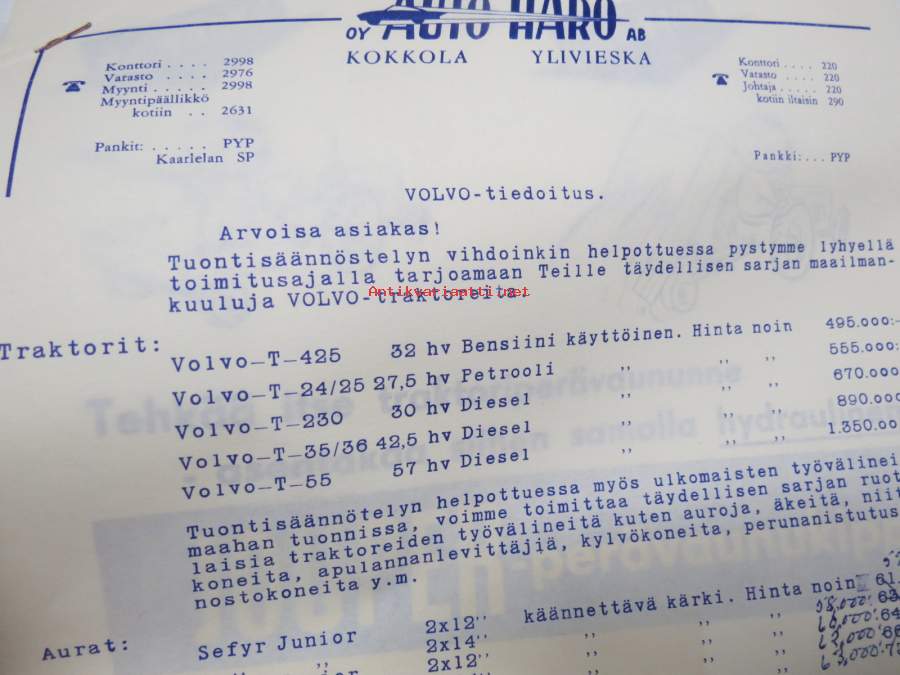 OY AUTO HARO AB
KOKKOLA YLIVIESKA
Konttori . . . . 2998
Varasto . . . . 2976
Myynti . . . . . 2998
Myyntipäällikkö
kotiin . . 2631
Pankit: . . . . . PYP
Kaarlelan SP
Konttori . . . . 220
Varasto . . . . 220
Johtaja . . . . . 220
kotiin iltaisin 290
Pankki: . . . PYP
VOLVO-tiedoitus.
Arvoisa asiakas!
Tuontisäännöstelyn vihdoinkin helpottuessa pystymme lyhyellä
toimitusajalla tarjoamaan Teille täydellisen sarjan maailman-
kuuluja VOLVO-traktoreita.
Antikvariaatti.net
Traktorit:
Volvo-T-425 32 hv Bensiini käyttöinen. Hinta noin 495.000:-
Volvo-T-24/25 27,5 hv Petrooli ,, ,, ,, 555.000:
Volvo-T-230 30 hv Diesel ,, ,, ,, 670.000
Volvo-T-35/36 42,5 hv Diesel ,, ,, ,, 890.000
Volvo-T-55 57 hv Diesel ,, ,, ,, 1.350.00
Tuontisäännötelyn helpottuessa myös ulkomaisten työvälinei
maahan tuonnissa, voimme toimittaa täydellisen sarjan ruot
laisia traktoreiden työvälineitä kuten auroja, äkeitä, niit
koneita, apulannanlevittäjiä, kylvökoneita, perunanistutus
nostokoneita y.m.
Aurat:
Sefyr Junior 2x12'' käännettävä kärki. Hinta noin 61.
,, 2x14'' ,, ,, ,, 58,000:
2x12 ,, ,, ,,
Tehkää itse traktoriperävaununne